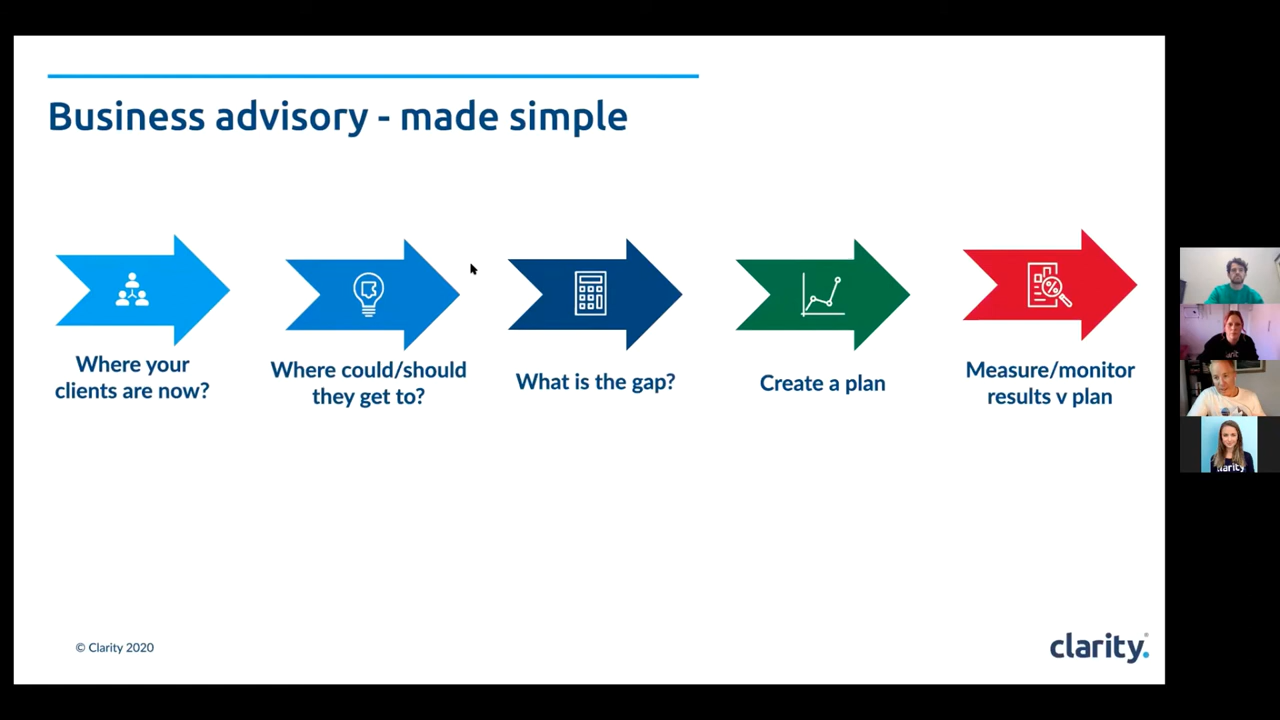 Business advisory - made simple
Where your
clients are now?
Where could/should
they get to?
What is the gap?
Create a plan
Measure/monitor
results v plan
© Clarity 2020
clarity.
clarity